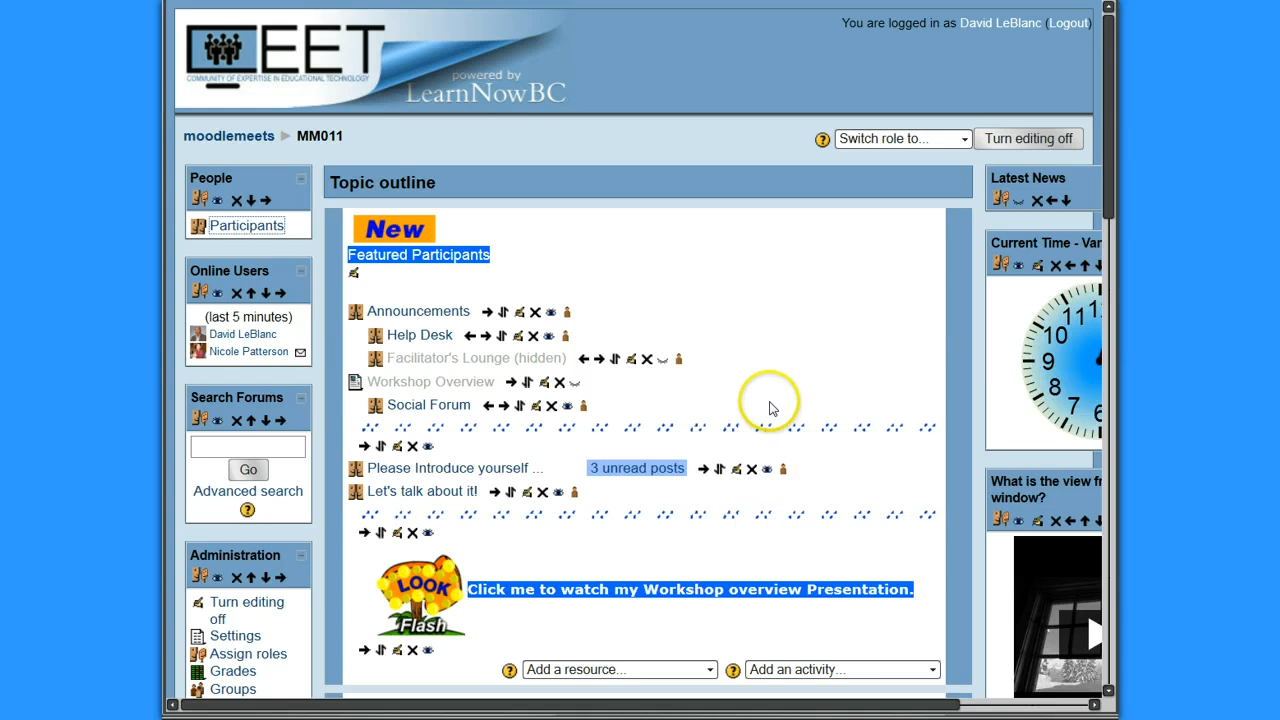 You are logged in as David LeBlanc (Logout)
CEET
COMMUNITY OF EXPERTISE IN EDUCATIONAL TECHNOLOGY
powered by
LearnNowBC
moodlemeets ► MM011
Switch role to...
Turn editing off
People
Participants
Online Users
(last 5 minutes)
David LeBlanc
Nicole Patterson
Search Forums
Go
Advanced search
Administration
Turn editing
off
Settings
Assign roles
Grades
Groups
Topic outline
New
Featured Participants
Announcements
Help Desk
Facilitator's Lounge (hidden)
Workshop Overview
Social Forum
Please Introduce yourself ... 3 unread posts
Let's talk about it!
LOOK
Flash
Click me to watch my Workshop overview Presentation.
Add a resource...
Add an activity...
Latest News
Current Time - Van
11
10
9
8
7
What is the view fr
window?